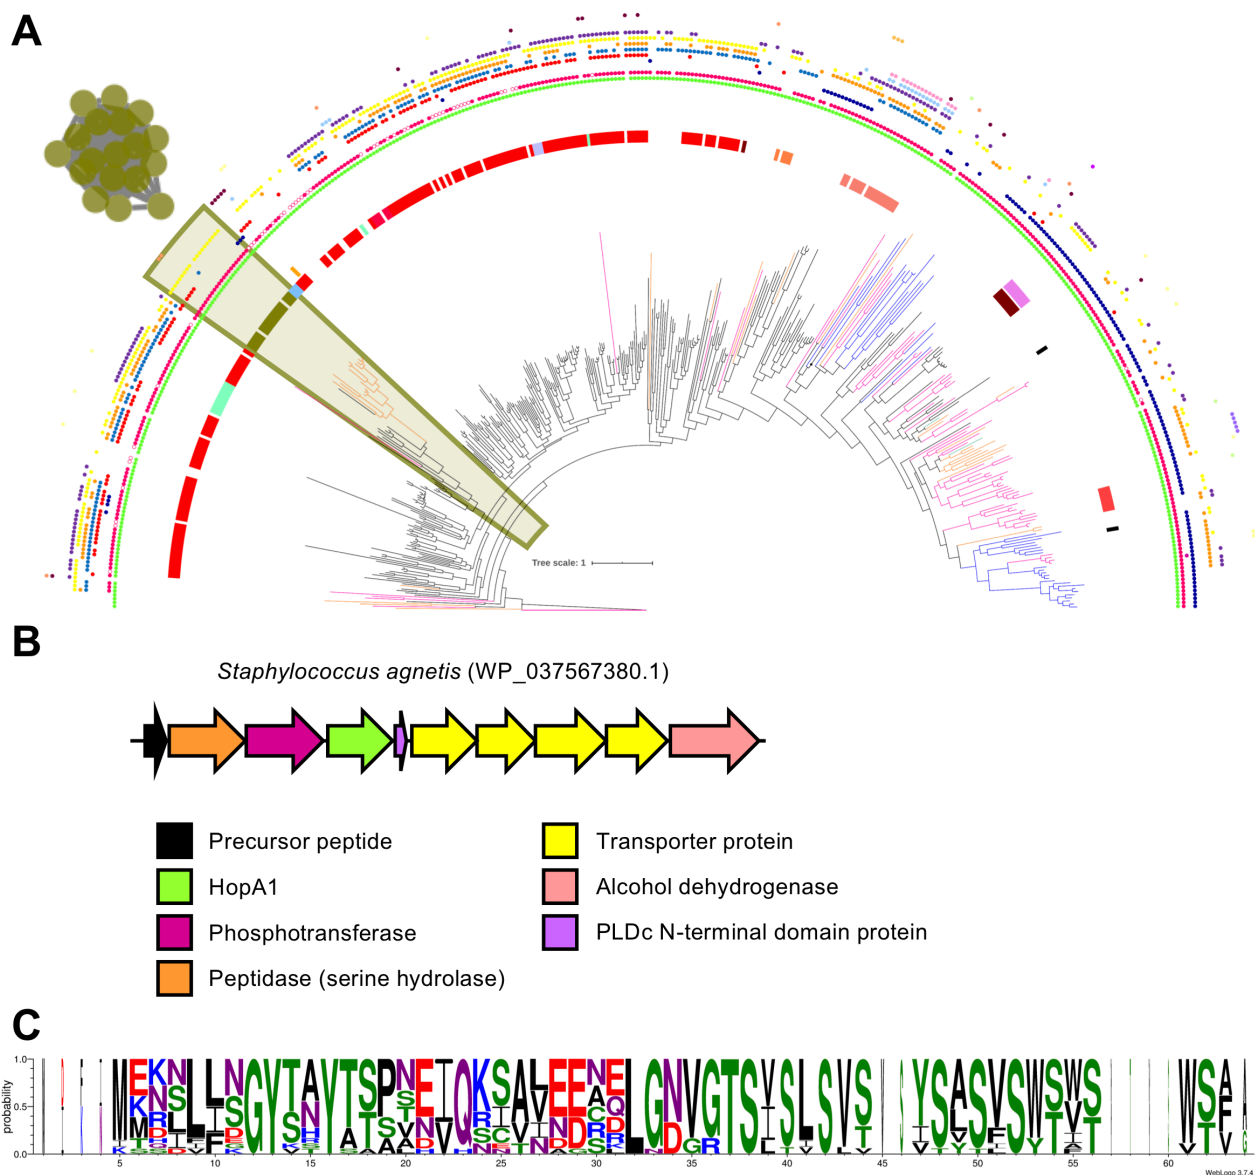 A
Tree scale: 1
B
Staphylococcus agnetis (WP_037567380.1)
Precursor peptide
Transporter protein
HopA1
Alcohol dehydrogenase
Phosphotransferase
PLDc N-terminal domain protein
Peptidase (serine hydrolase)
C
1.0
probability
0.5
0.0
5 10 15 20 25 30 35 40 45 50 55 60
WebLogo 3.7.4